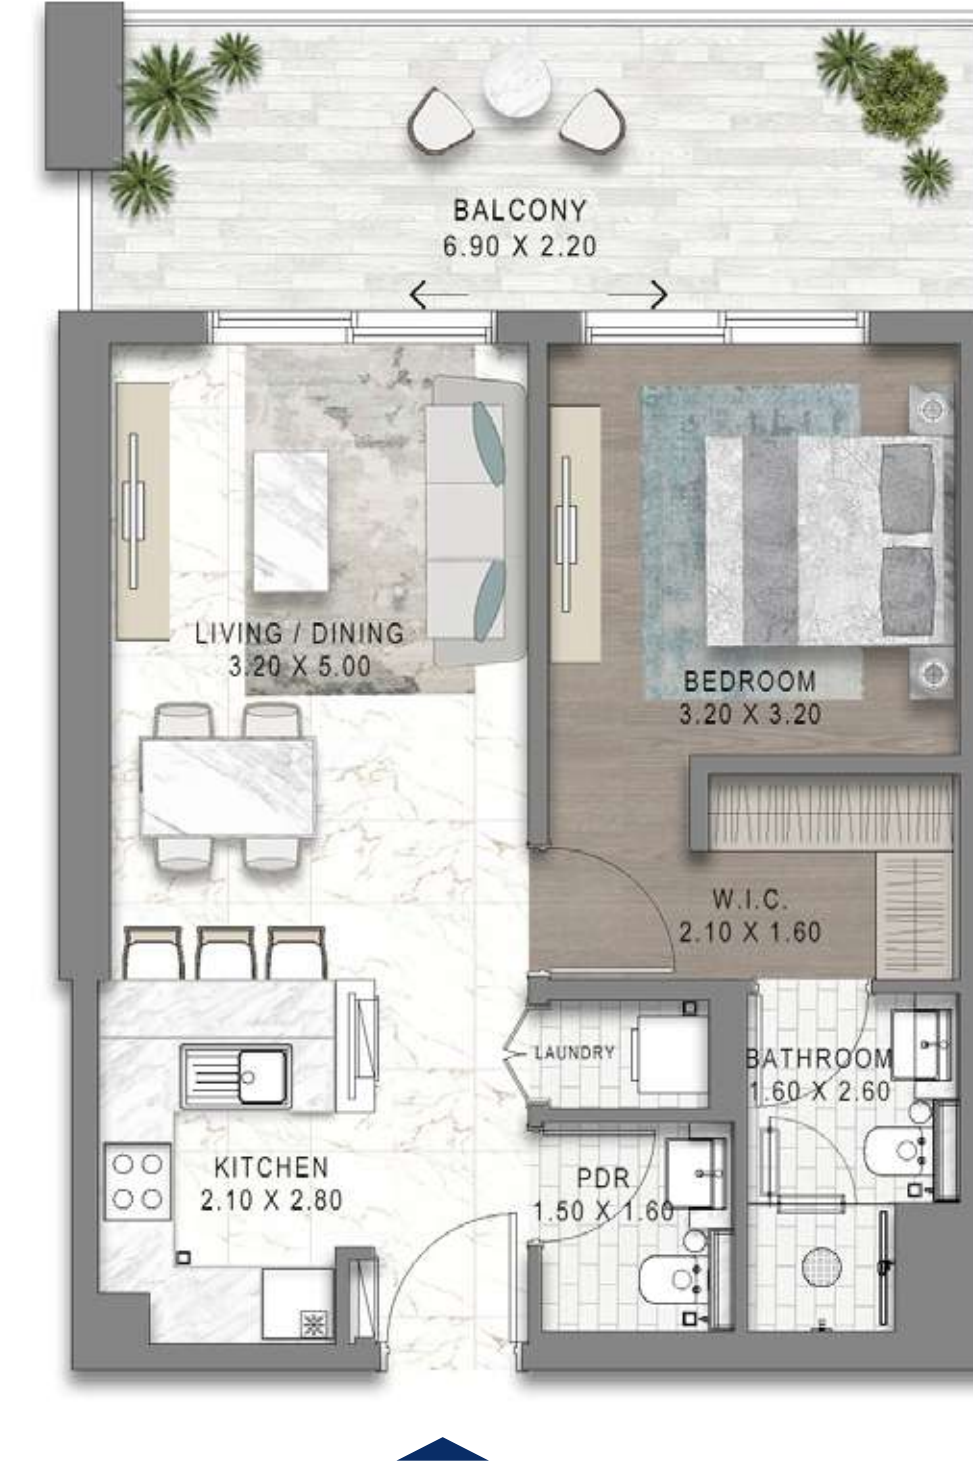 BALCONY
6.90 X 2.20
LIVING / DINING
3.20 X 5.00
BEDROOM
3.20 X 3.20
W.I.C.
2.10 X 1.60
LAUNDRY
BATHROOM
1.60 X 2.60
KITCHEN
2.10 X 2.80
PDR
1.50 X 1.60